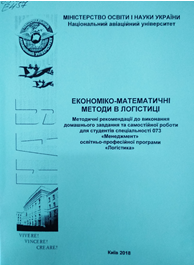 МІНІСТЕРСТВО ОСВІТИ І НАУКИ УКРАЇНИ
Національний авіаційний університет
ЕКОНОМІКО-МАТЕМАТИЧНІ
МЕТОДИ В ЛОГІСТИЦІ
Методичні рекомендації до виконання
домашнього завдання та самостійної роботи
для студентів спеціальності 073
«Менеджмент»
освітньо-професійної програми
«Логістика»
НАУ
VIVERE!
VINCERE!
CREARE!
Київ 2018